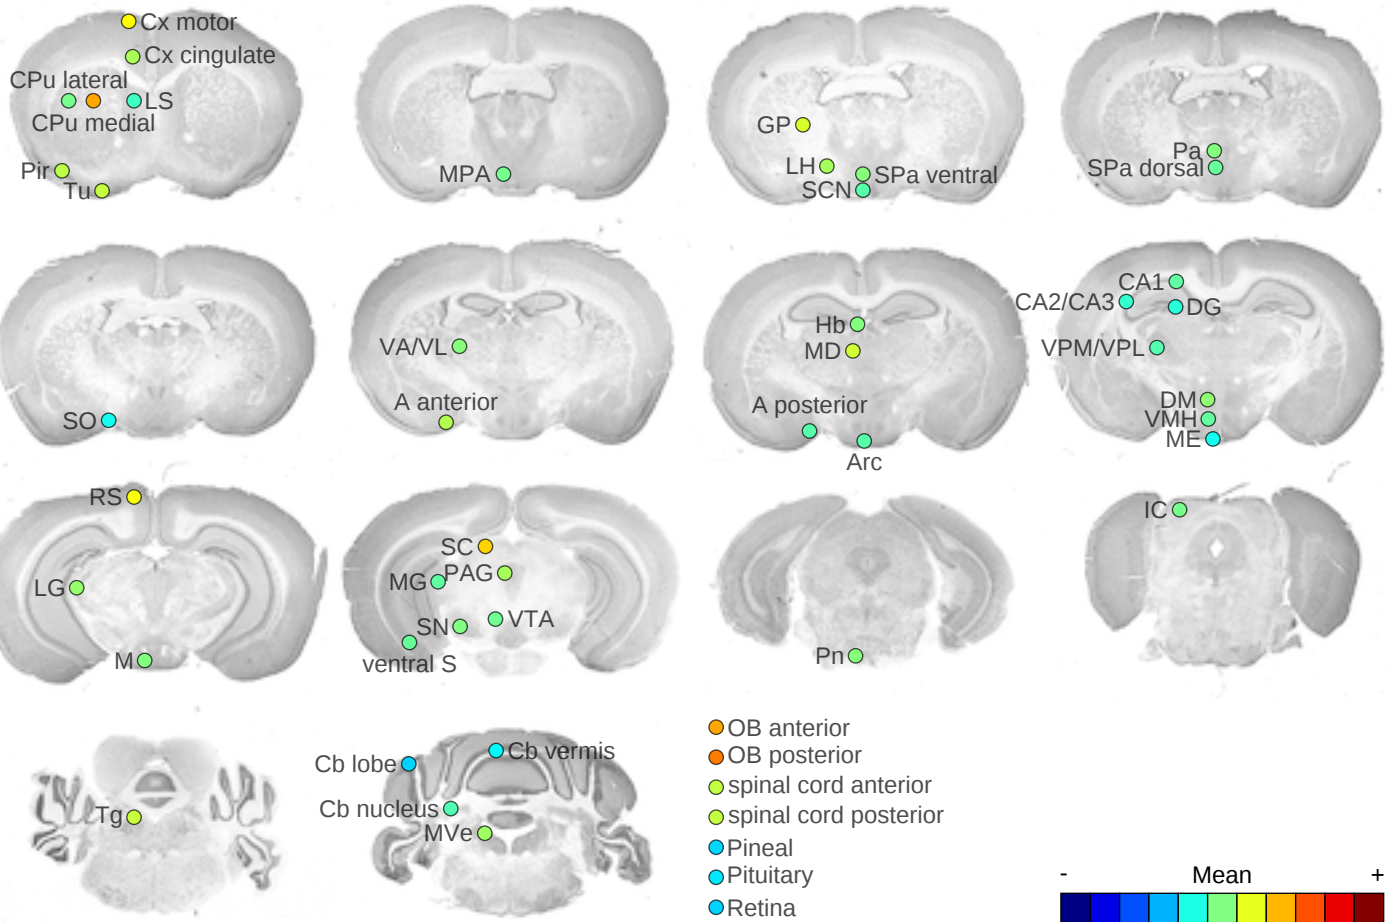 Cx motor
Cx cingulate
CPu lateral
LS
CPu medial
Pir
Tu
MPA
GP
LH
SPa ventral
SCN
Pa
SPa dorsal
SO
VA/VL
A anterior
Hb
MD
A posterior
Arc
CA1
CA2/CA3
DG
VPM/VPL
DM
VMH
ME
RS
LG
M
SC
MG
PAG
SN
VTA
ventral S
Pn
IC
Tg
Cb lobe
Cb vermis
Cb nucleus
MVe
OB anterior
OB posterior
spinal cord anterior
spinal cord posterior
Pineal
Pituitary
Retina
- Mean +